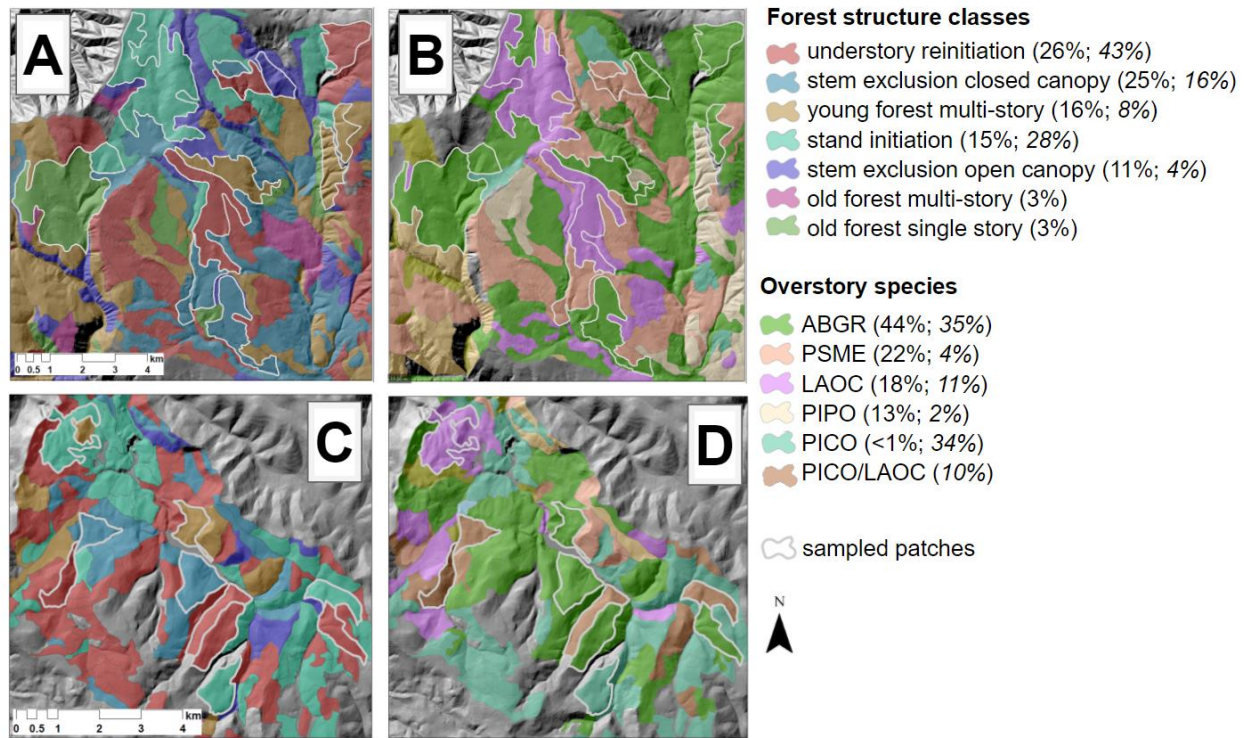 A
B
0 0.5 1 2 3 4
km
C
D
0 0.5 1 2 3 4
km
Forest structure classes
understory reinitiation (26%; 43%)
stem exclusion closed canopy (25%; 16%)
young forest multi-story (16%; 8%)
stand initiation (15%; 28%)
stem exclusion open canopy (11%; 4%)
old forest multi-story (3%)
old forest single story (3%)
Overstory species
ABGR (44%; 35%)
PSME (22%; 4%)
LAOC (18%; 11%)
PIPO (13%; 2%)
PICO (<1%; 34%)
PICO/LAOC (10%)
sampled patches
N